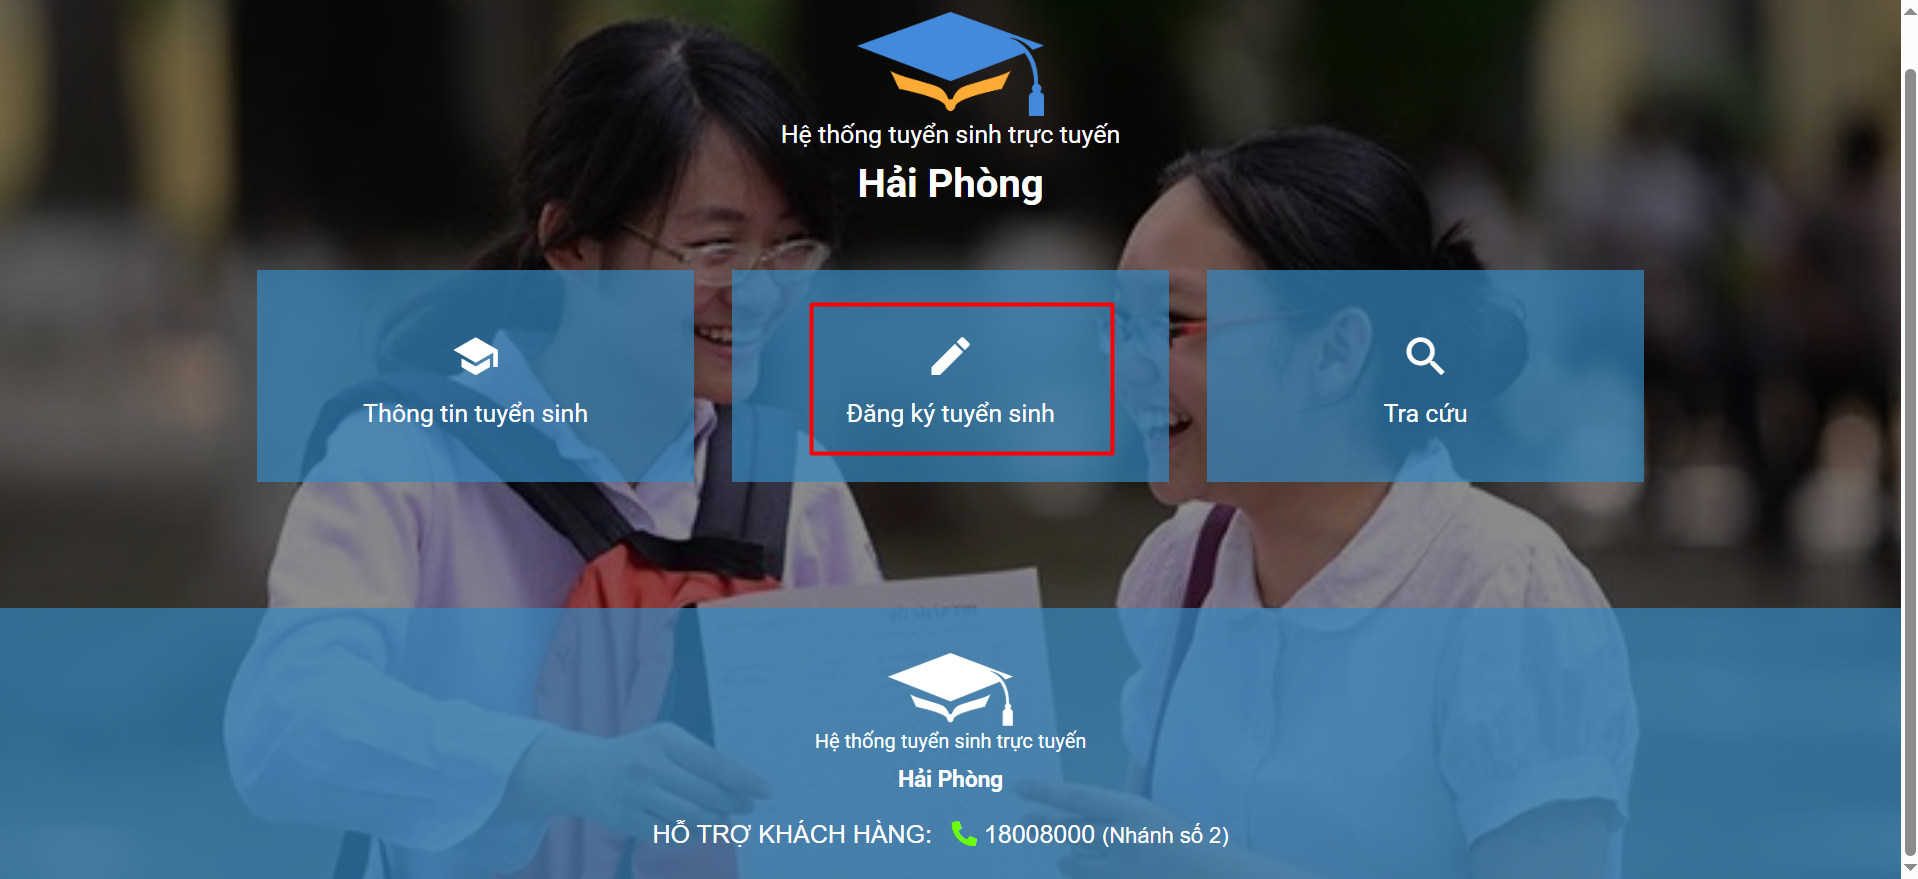 Hệ thống tuyển sinh trực tuyến
Hải Phòng
Thông tin tuyển sinh
Đăng ký tuyển sinh
Tra cứu
Hệ thống tuyển sinh trực tuyến
Hải Phòng
HỖ TRỢ KHÁCH HÀNG: 18008000 (Nhánh số 2)